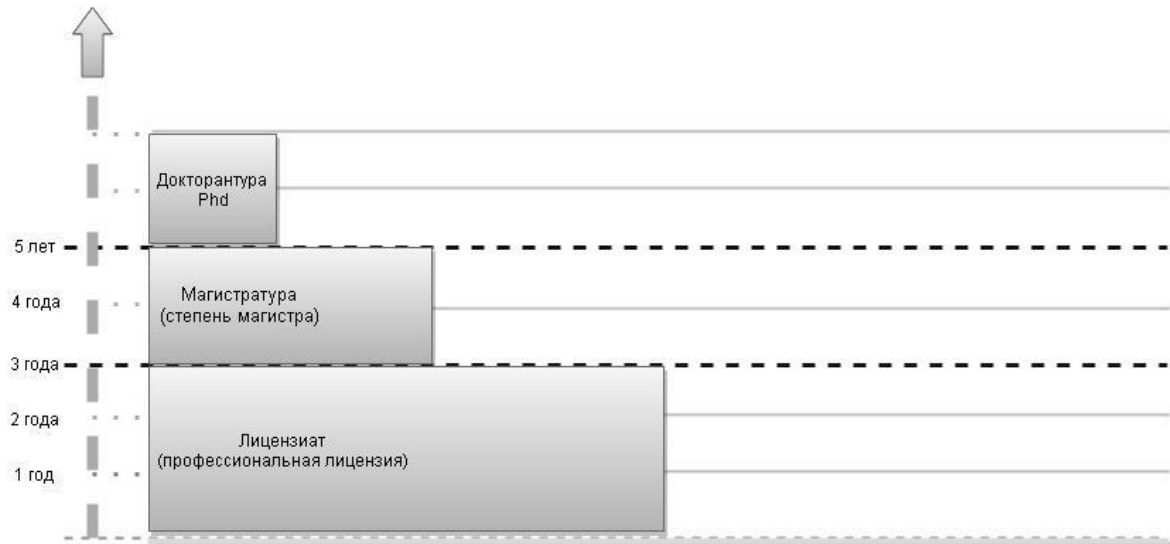 Докторантура
Phd
5 лет
Магистратура
(степень магистра)
4 года
3 года
2 года
Лицензиат
(профессиональная лицензия)
1 год